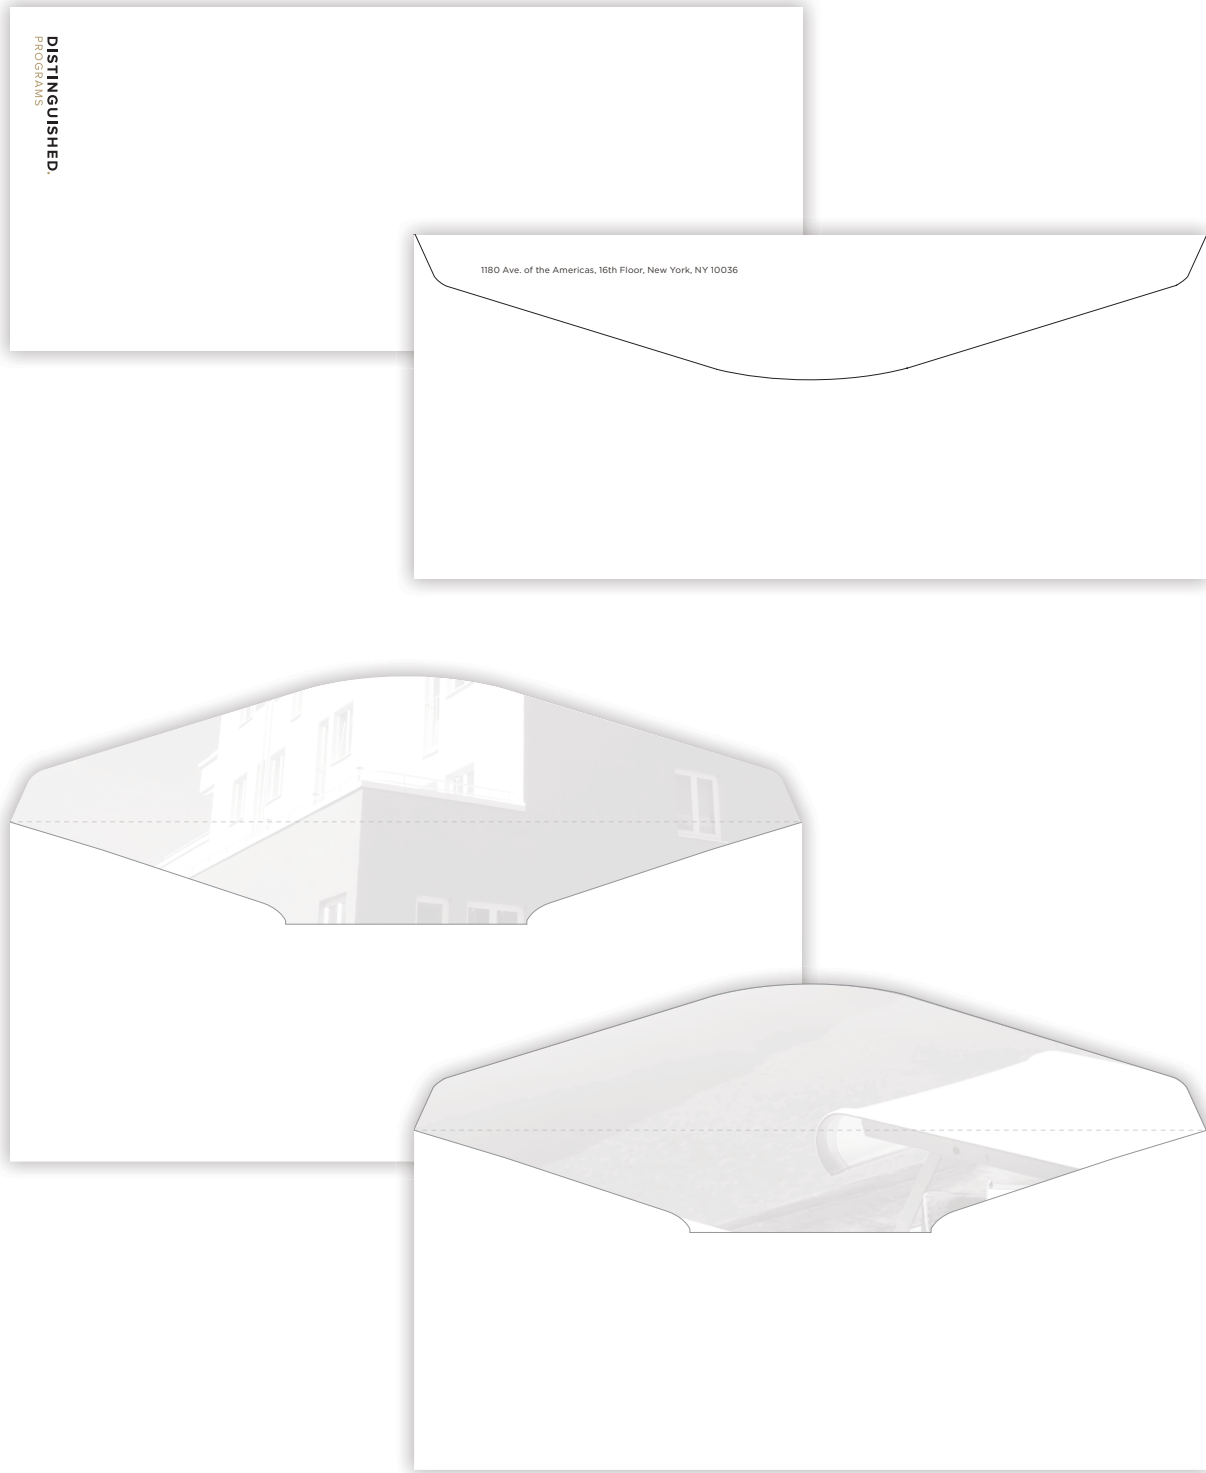 DISTINGUISHED.
PROGRAMS
1180 Ave. of the Americas, 16th Floor, New York, NY 10036